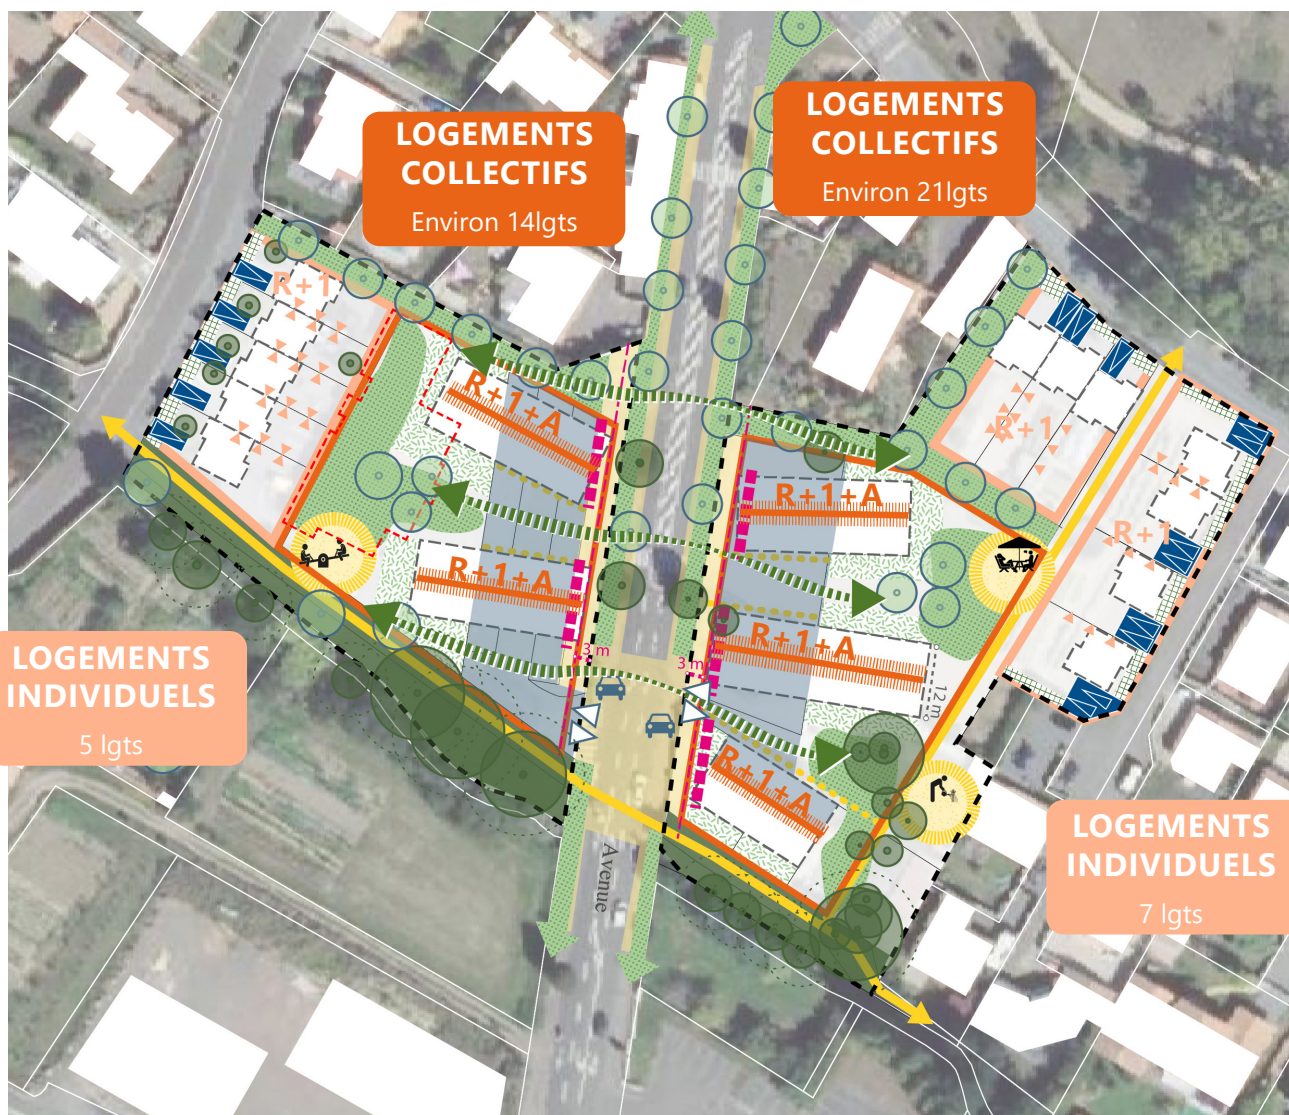 LOGEMENTS
COLLECTIFS
Environ 21lgts
LOGEMENTS
COLLECTIFS
Environ 14lgts
R+1
R+1+A
R+1
R+1+A
R+1
R+1+A
R+1+A
3 m
3 m
12 m
LOGEMENTS
INDIVIDUELS
5 lgts
R+1+A
Avenue
LOGEMENTS
INDIVIDUELS
7 lgts